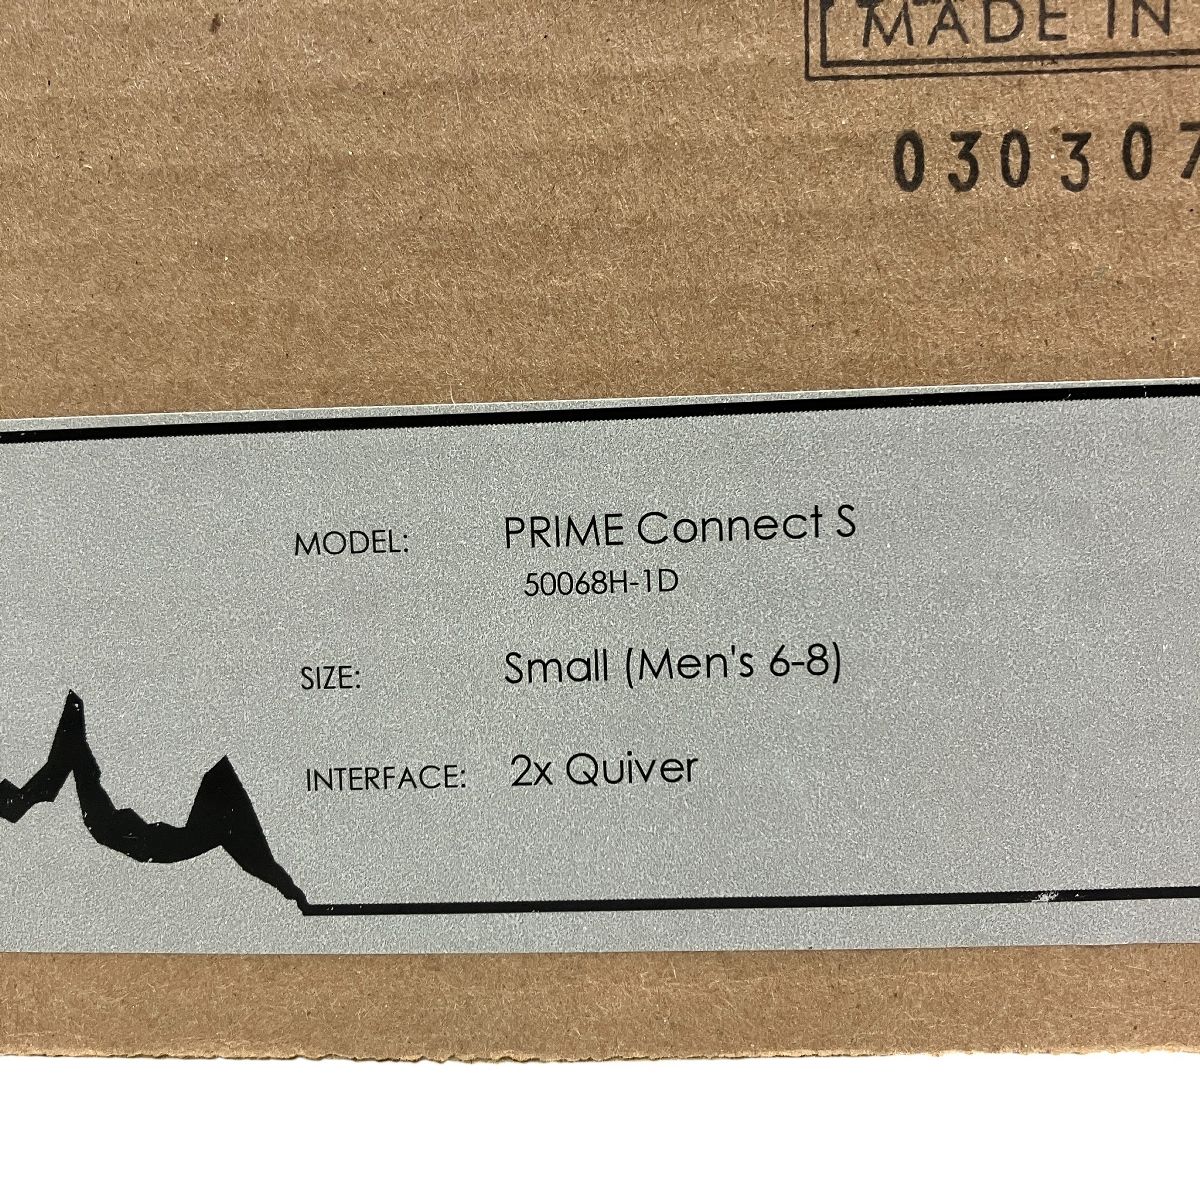 MADE IN
030307
MODEL: PRIME Connect S
50068H-1D
SIZE: Small (Men's 6-8)
INTERFACE: 2x Quiver